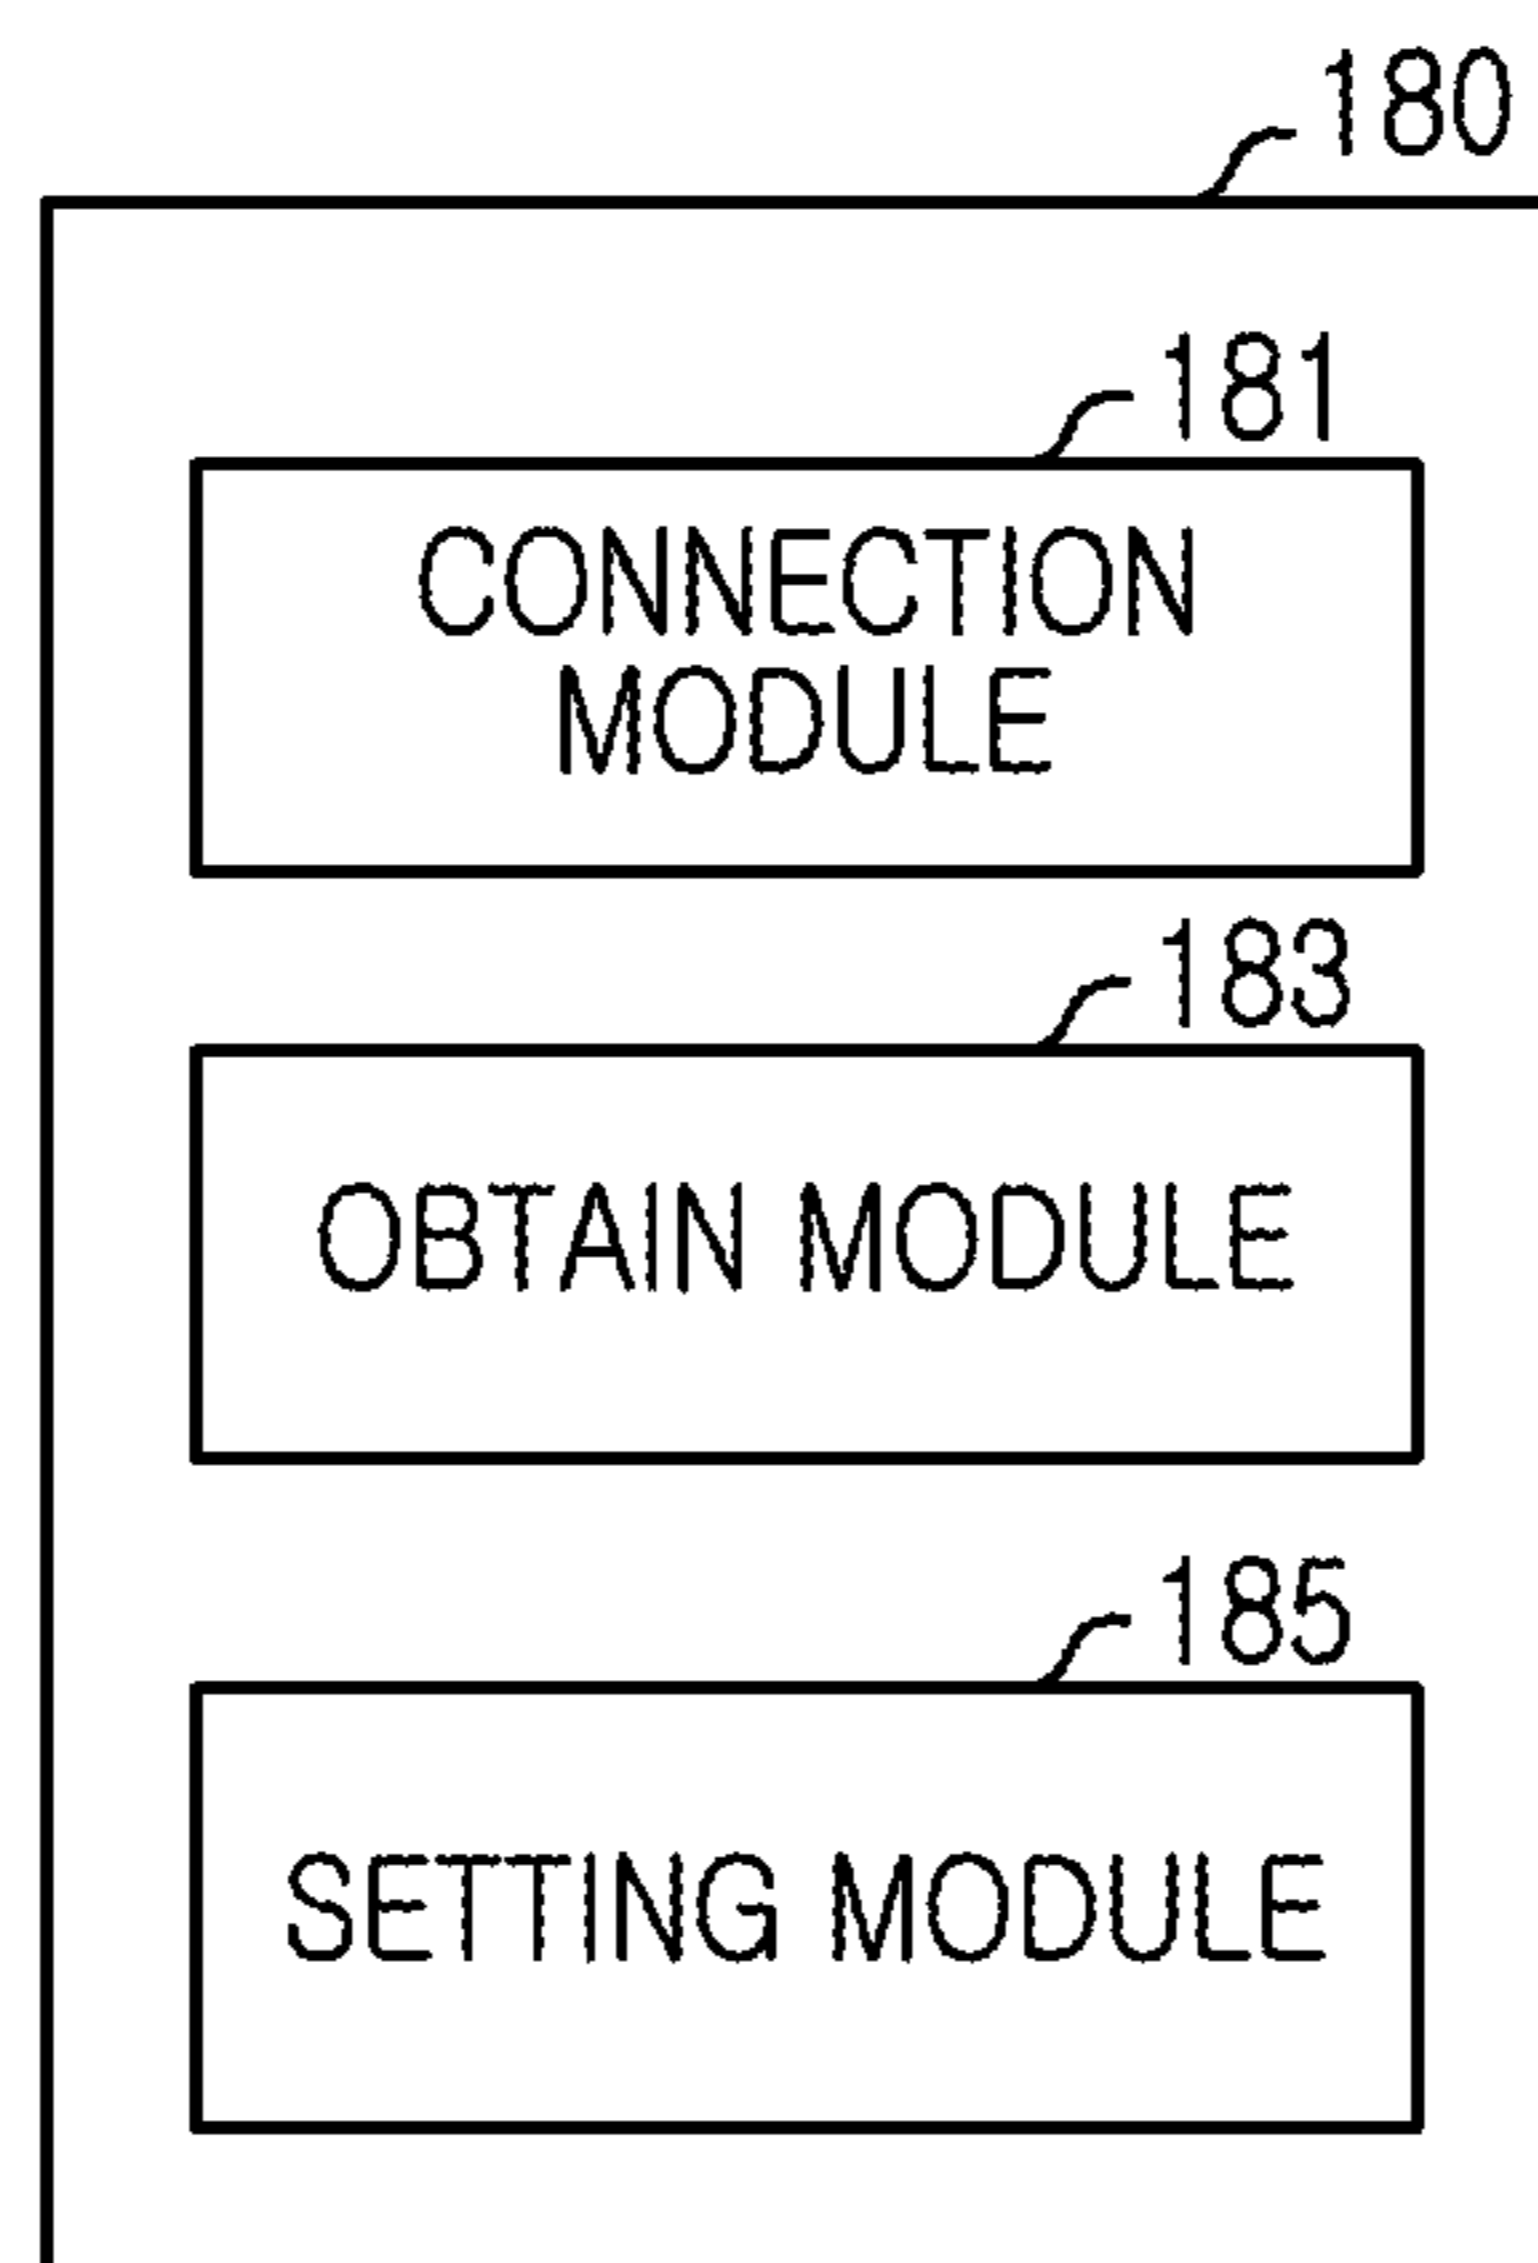 180
181
CONNECTION
MODULE
183
OBTAIN MODULE
185
SETTING MODULE